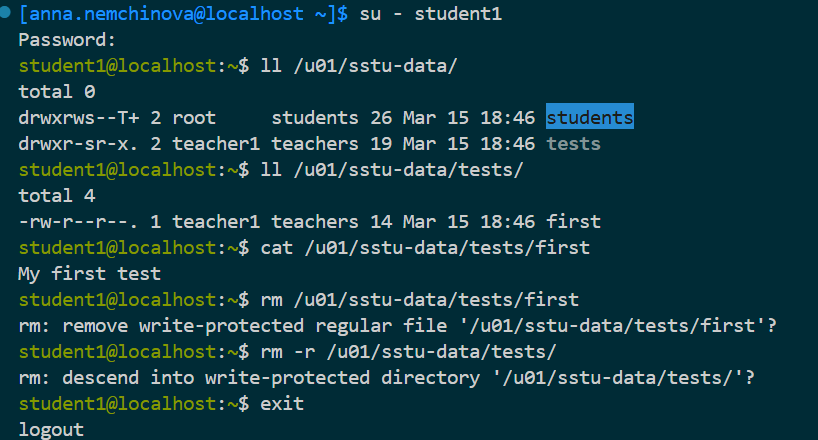 [anna.nemchinova@localhost ~]$ su - student1
Password:
student1@localhost:~$ ll /u01/sstu-data/
total 0
drwxrws--T+ 2 root     students 26 Mar 15 18:46 students
drwxr-sr-x. 2 teacher1 teachers 19 Mar 15 18:46 tests
student1@localhost:~$ ll /u01/sstu-data/tests/
total 4
-rw-r--r--. 1 teacher1 teachers 14 Mar 15 18:46 first
student1@localhost:~$ cat /u01/sstu-data/tests/first
My first test
student1@localhost:~$ rm /u01/sstu-data/tests/first
rm: remove write-protected regular file '/u01/sstu-data/tests/first'?
student1@localhost:~$ rm -r /u01/sstu-data/tests/
rm: descend into write-protected directory '/u01/sstu-data/tests/'?
student1@localhost:~$ exit
logout